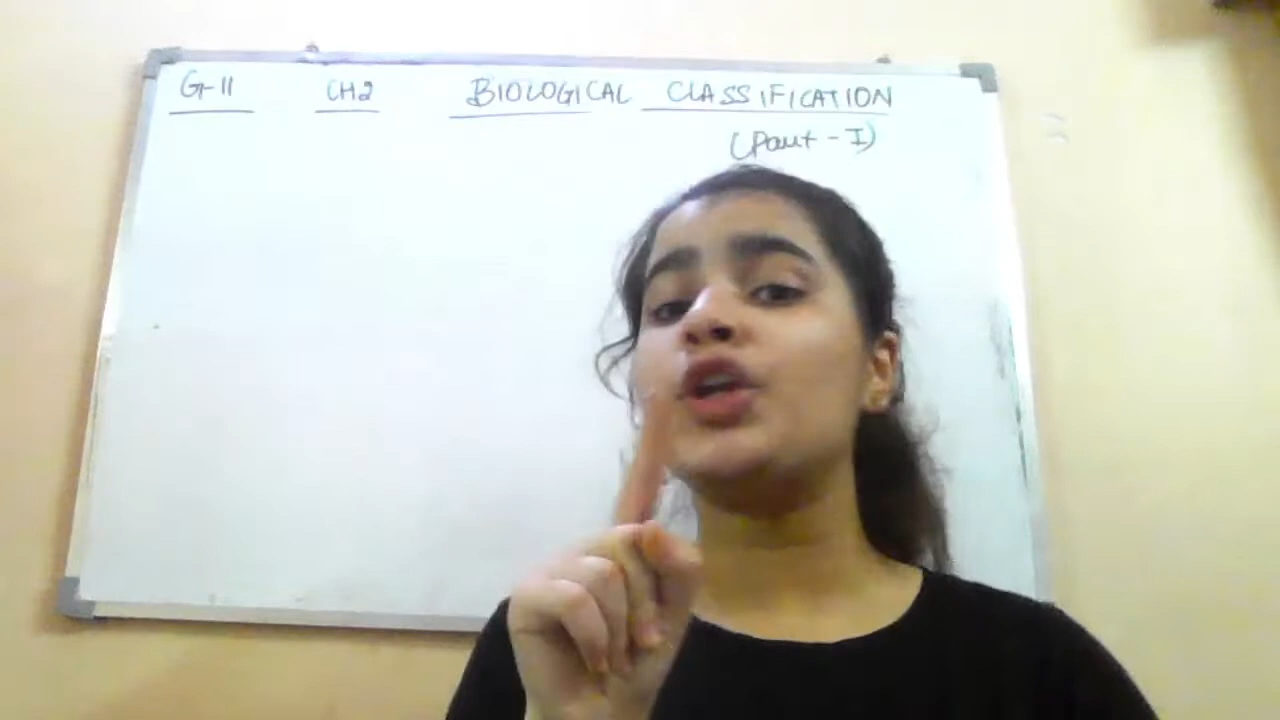 G-11 CH2 BIOLOGICAL CLASSIFICATION
(Part - I)